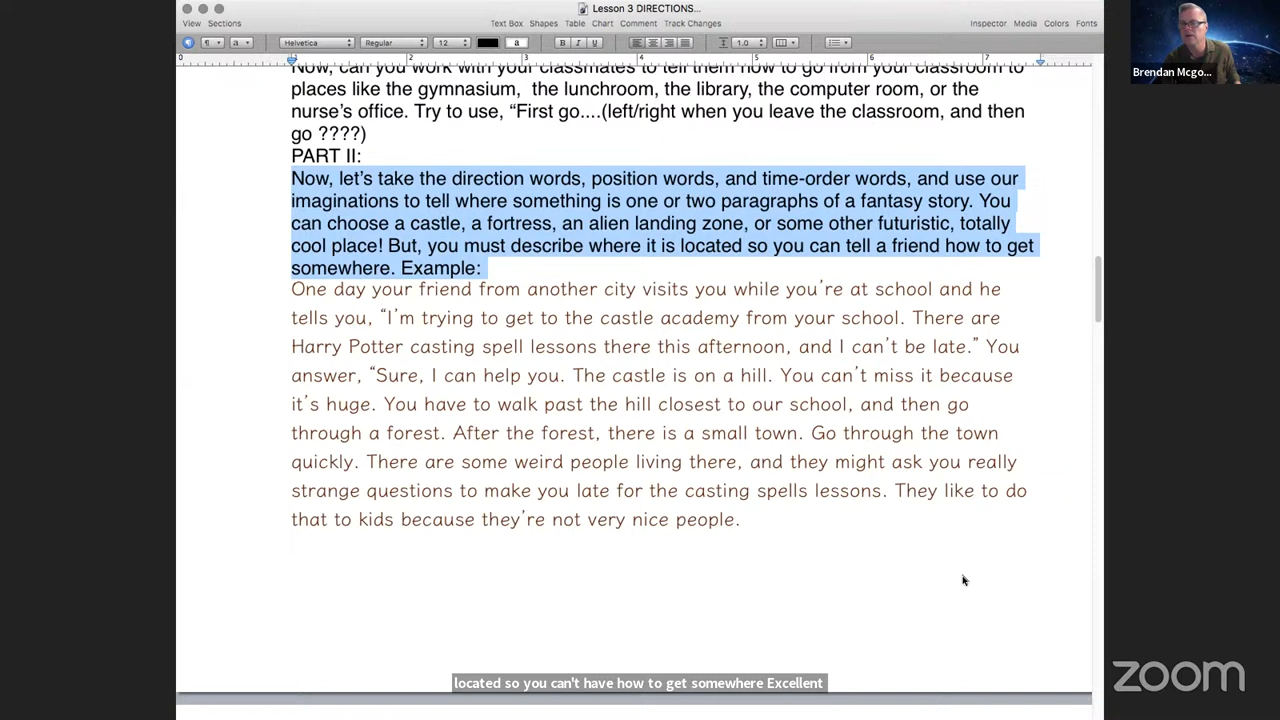 Lesson 3 DIRECTIONS...
View Sections Text Box Shapes Table Chart Comment Track Changes Inspector Media Colors Fonts
¶ a Helvetica Regular 12 a B I U 1.0
0 1 2 3 4 5 6 7
Now, can you work with your classmates to tell them how to go from your classroom to
places like the gymnasium, the lunchroom, the library, the computer room, or the
nurse's office. Try to use, “First go....(left/right when you leave the classroom, and then
go ????)
PART II:
Now, let's take the direction words, position words, and time-order words, and use our
imaginations to tell where something is one or two paragraphs of a fantasy story. You
can choose a castle, a fortress, an alien landing zone, or some other futuristic, totally
cool place! But, you must describe where it is located so you can tell a friend how to get
somewhere. Example:
One day your friend from another city visits you while you're at school and he
tells you, “I'm trying to get to the castle academy from your school. There are
Harry Potter casting spell lessons there this afternoon, and I can't be late.” You
answer, “Sure, I can help you. The castle is on a hill. You can't miss it because
it's huge. You have to walk past the hill closest to our school, and then go
through a forest. After the forest, there is a small town. Go through the town
quickly. There are some weird people living there, and they might ask you really
strange questions to make you late for the casting spells lessons. They like to do
that to kids because they're not very nice people.
located so you can't have how to get somewhere Excellent
Brendan Mcgo...
zoom